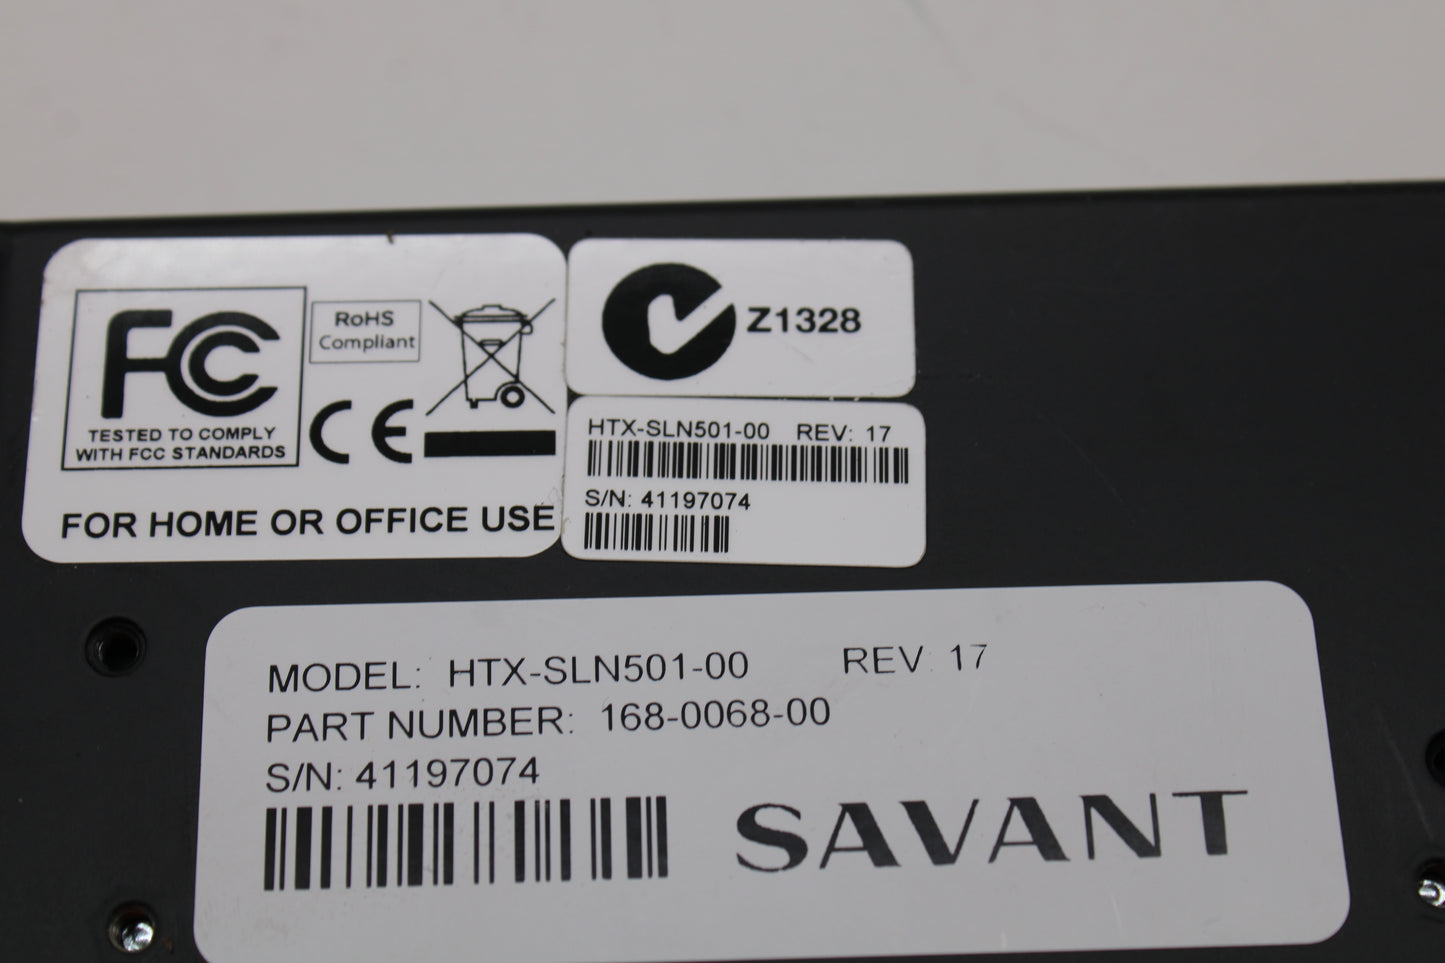 FC
TESTED TO COMPLY
WITH FCC STANDARDS
RoHS
Compliant
CE
FOR HOME OR OFFICE USE
Z1328
HTX-SLN501-00 REV: 17
S/N: 41197074
MODEL: HTX-SLN501-00 REV: 17
PART NUMBER: 168-0068-00
S/N: 41197074
SAVANT